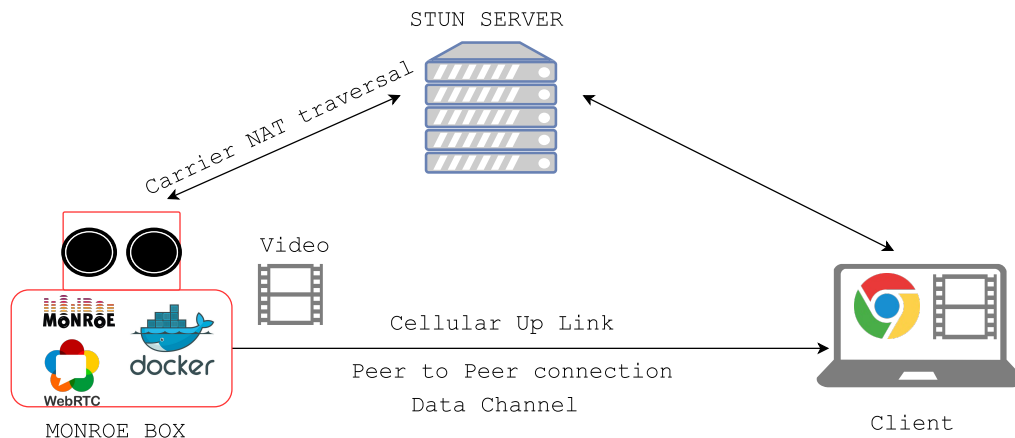 STUN SERVER
Carrier NAT traversal
Video
MONROE
docker
WebRTC
Cellular Up Link
Peer to Peer connection
Data Channel
MONROE BOX
Client